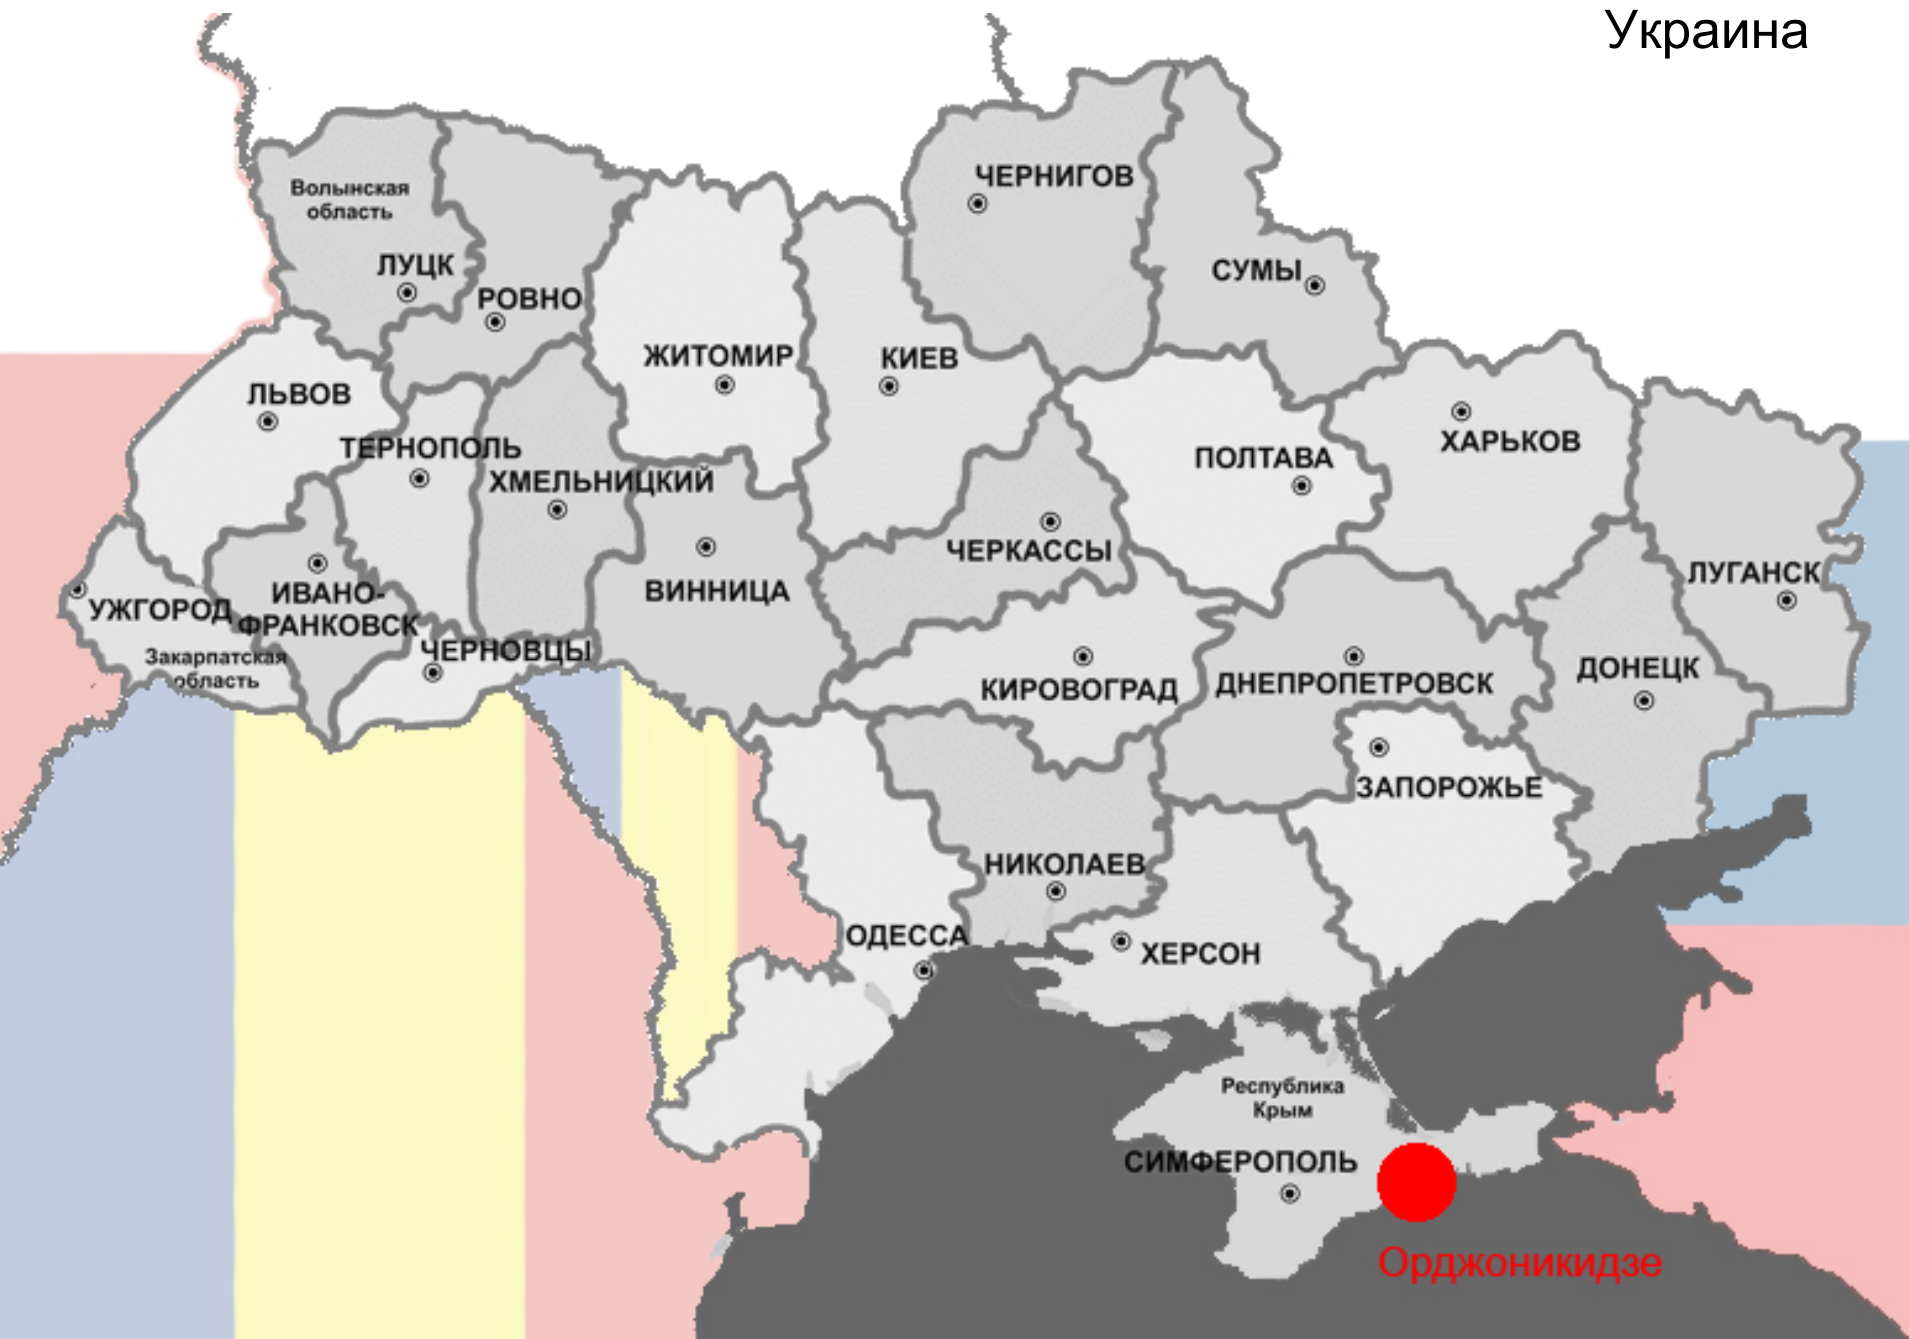 Украина
ЧЕРНИГОВ
Волынская
область
ЛУЦК
СУМЫ
РОВНО
ЖИТОМИР
КИЕВ
ЛЬВОВ
ХАРЬКОВ
ТЕРНОПОЛЬ
ПОЛТАВА
ХМЕЛЬНИЦКИЙ
ЧЕРКАССЫ
ЛУГАНСК
ВИННИЦА
ИВАНО-
ФРАНКОВСК
УЖГОРОД
ЧЕРНОВЦЫ
Закарпатская
область
КИРОВОГРАД
ДНЕПРОПЕТРОВСК
ДОНЕЦК
ЗАПОРОЖЬЕ
НИКОЛАЕВ
ОДЕССА
ХЕРСОН
Республика
Крым
СИМФЕРОПОЛЬ
Орджоникидзе